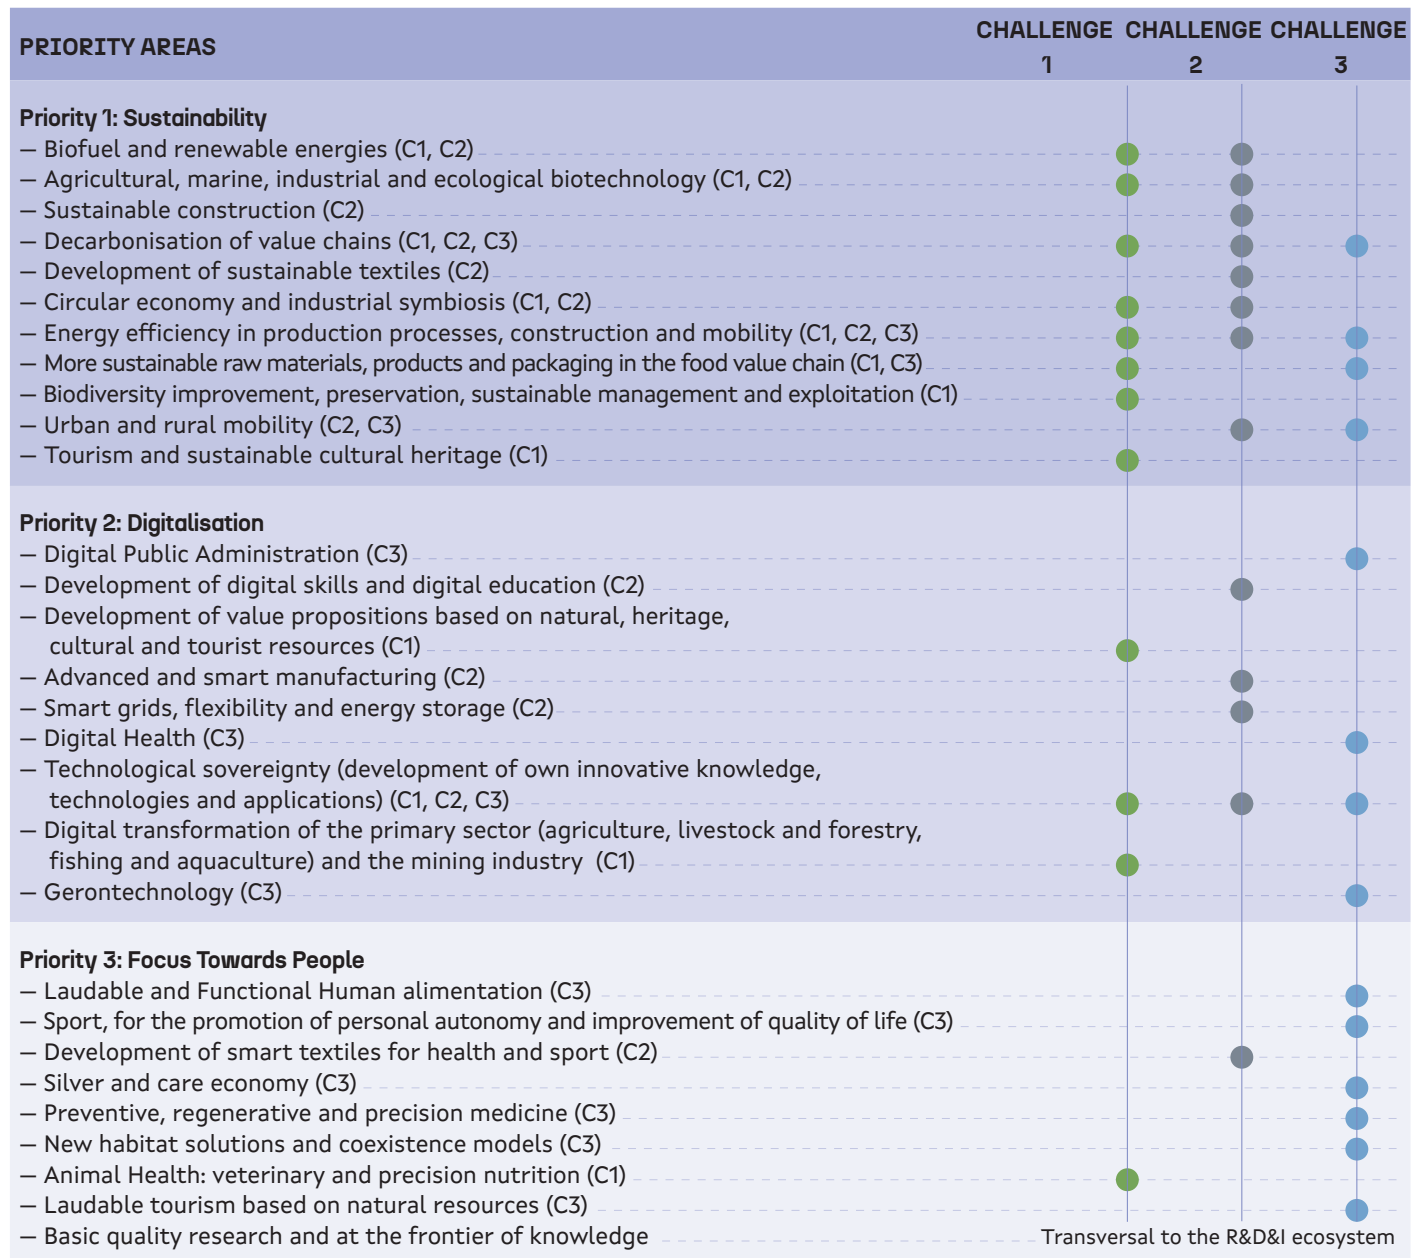 PRIORITY AREAS
CHALLENGE 1
CHALLENGE 2
CHALLENGE 3
Priority 1: Sustainability
— Biofuel and renewable energies (C1, C2)
— Agricultural, marine, industrial and ecological biotechnology (C1, C2)
— Sustainable construction (C2)
— Decarbonisation of value chains (C1, C2, C3)
— Development of sustainable textiles (C2)
— Circular economy and industrial symbiosis (C1, C2)
— Energy efficiency in production processes, construction and mobility (C1, C2, C3)
— More sustainable raw materials, products and packaging in the food value chain (C1, C3)
— Biodiversity improvement, preservation, sustainable management and exploitation (C1)
— Urban and rural mobility (C2, C3)
— Tourism and sustainable cultural heritage (C1)
Priority 2: Digitalisation
— Digital Public Administration (C3)
— Development of digital skills and digital education (C2)
— Development of value propositions based on natural, heritage,
cultural and tourist resources (C1)
— Advanced and smart manufacturing (C2)
— Smart grids, flexibility and energy storage (C2)
— Digital Health (C3)
— Technological sovereignty (development of own innovative knowledge,
technologies and applications) (C1, C2, C3)
— Digital transformation of the primary sector (agriculture, livestock and forestry,
fishing and aquaculture) and the mining industry (C1)
— Gerontechnology (C3)
Priority 3: Focus Towards People
— Laudable and Functional Human alimentation (C3)
— Sport, for the promotion of personal autonomy and improvement of quality of life (C3)
— Development of smart textiles for health and sport (C2)
— Silver and care economy (C3)
— Preventive, regenerative and precision medicine (C3)
— New habitat solutions and coexistence models (C3)
— Animal Health: veterinary and precision nutrition (C1)
— Laudable tourism based on natural resources (C3)
— Basic quality research and at the frontier of knowledge Transversal to the R&D&I ecosystem